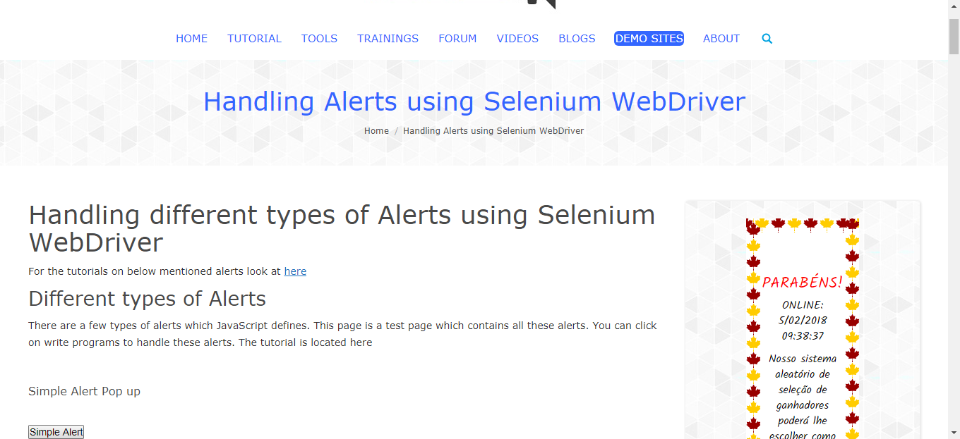 HOME TUTORIAL TOOLS TRAININGS FORUM VIDEOS BLOGS DEMO SITES ABOUT
Handling Alerts using Selenium WebDriver
Home / Handling Alerts using Selenium WebDriver
Handling different types of Alerts using Selenium
WebDriver
For the tutorials on below mentioned alerts look at here
Different types of Alerts
There are a few types of alerts which JavaScript defines. This page is a test page which contains all these alerts. You can click
on write programs to handle these alerts. The tutorial is located here
Simple Alert Pop up
Simple Alert
PARABÉNS!
ONLINE:
5/02/2018
09:38:37
Nosso sistema
aleatório de
seleção de
ganhadores
poderá lhe
escolher como